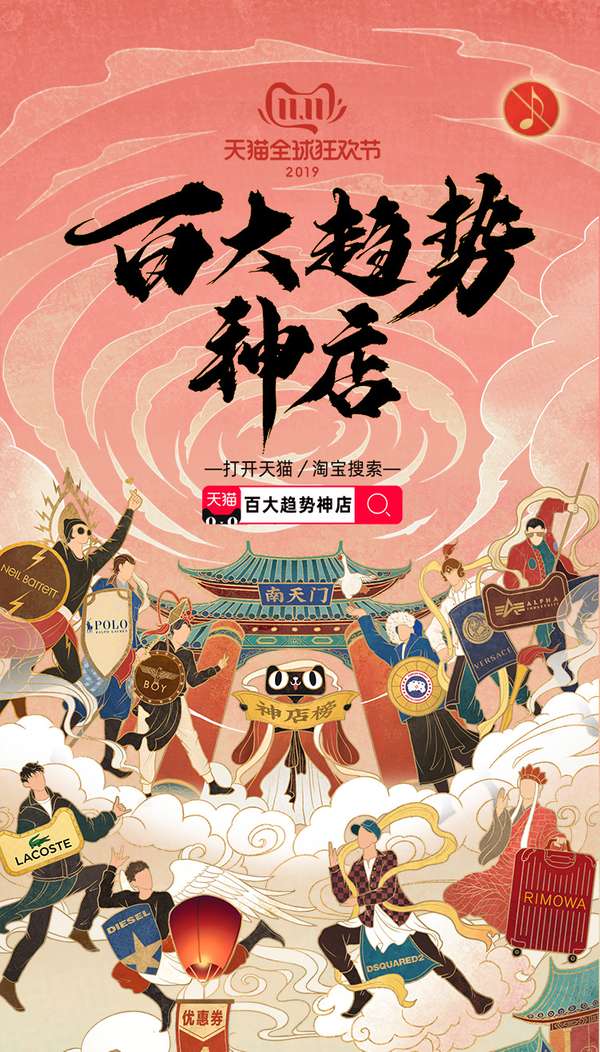 11.11
天猫全球狂欢节
2019
百大趋势
神店
打开天猫/淘宝搜索
天猫
百大趋势神店
南天门
NEIL BARRETT
POLO
RALPH LAUREN
BOY
ALPHA
INDUSTRIES
VERSACE
神店榜
LACOSTE
DIESEL
DSQUARED2
RIMOWA
优惠券